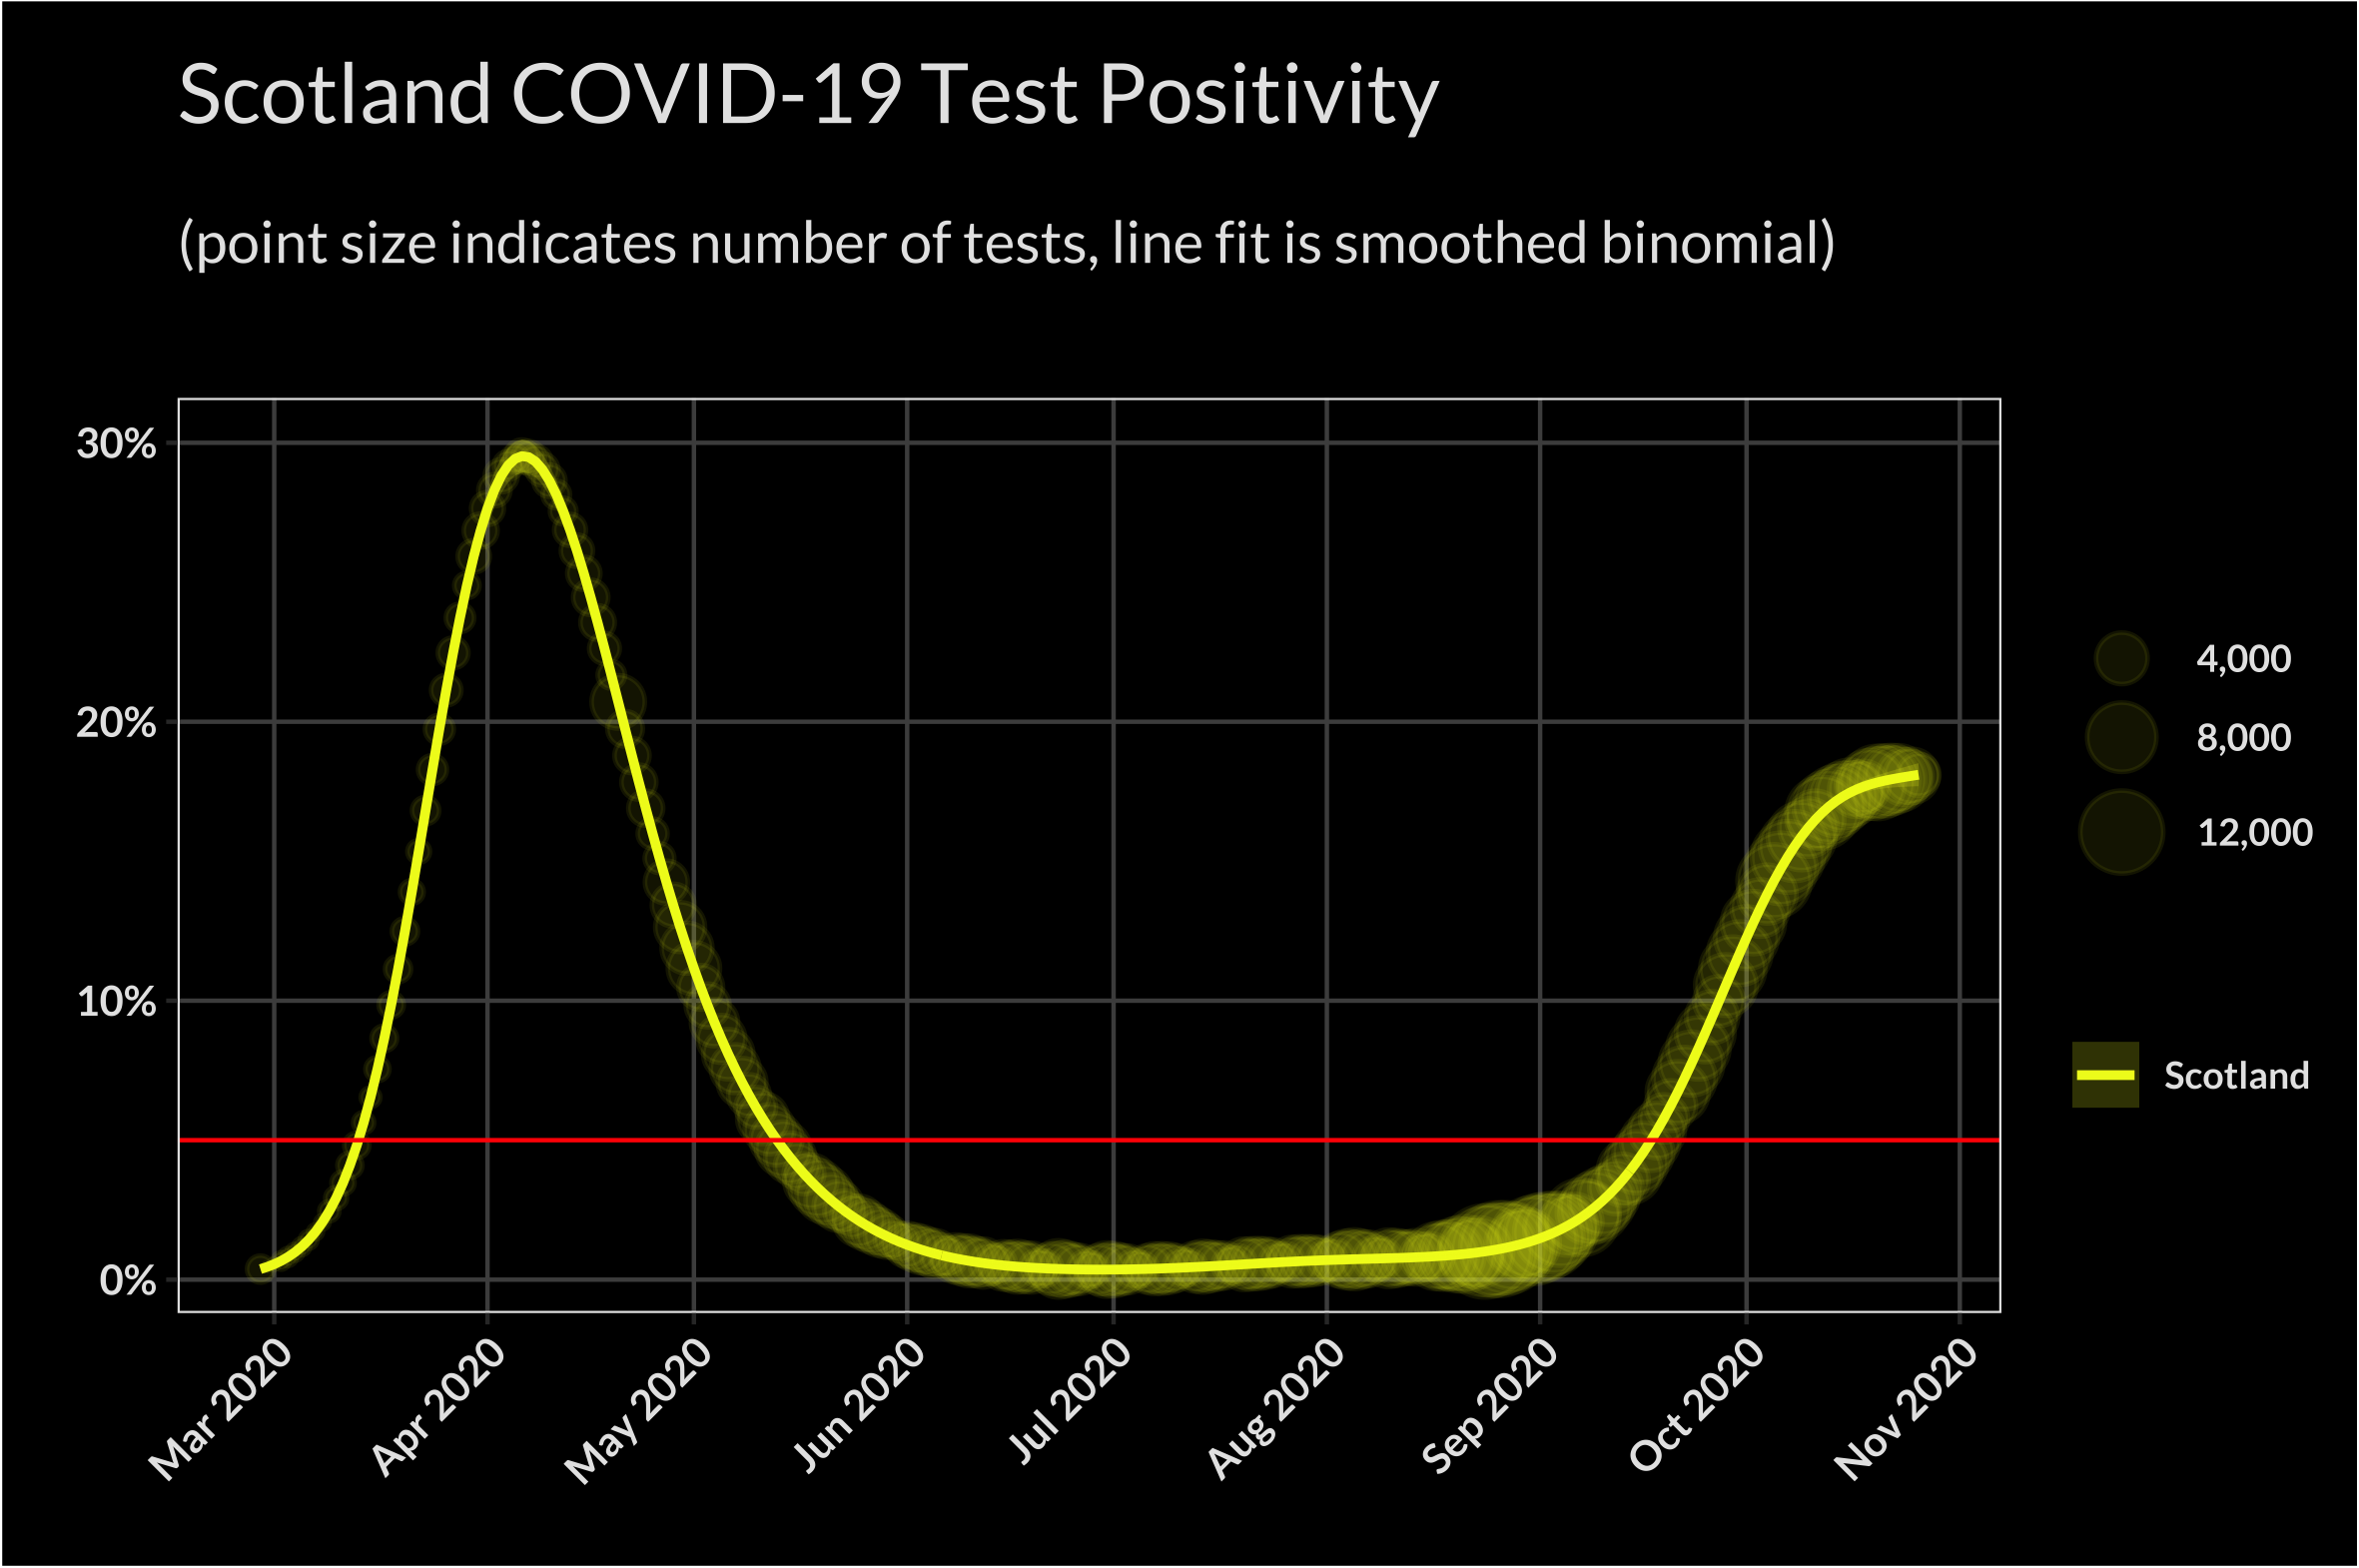 Scotland COVID-19 Test Positivity
(point size indicates number of tests, line fit is smoothed binomial)
30%
20%
10%
0%
Mar 2020
Apr 2020
May 2020
Jun 2020
Jul 2020
Aug 2020
Sep 2020
Oct 2020
Nov 2020
4,000
8,000
12,000
Scotland